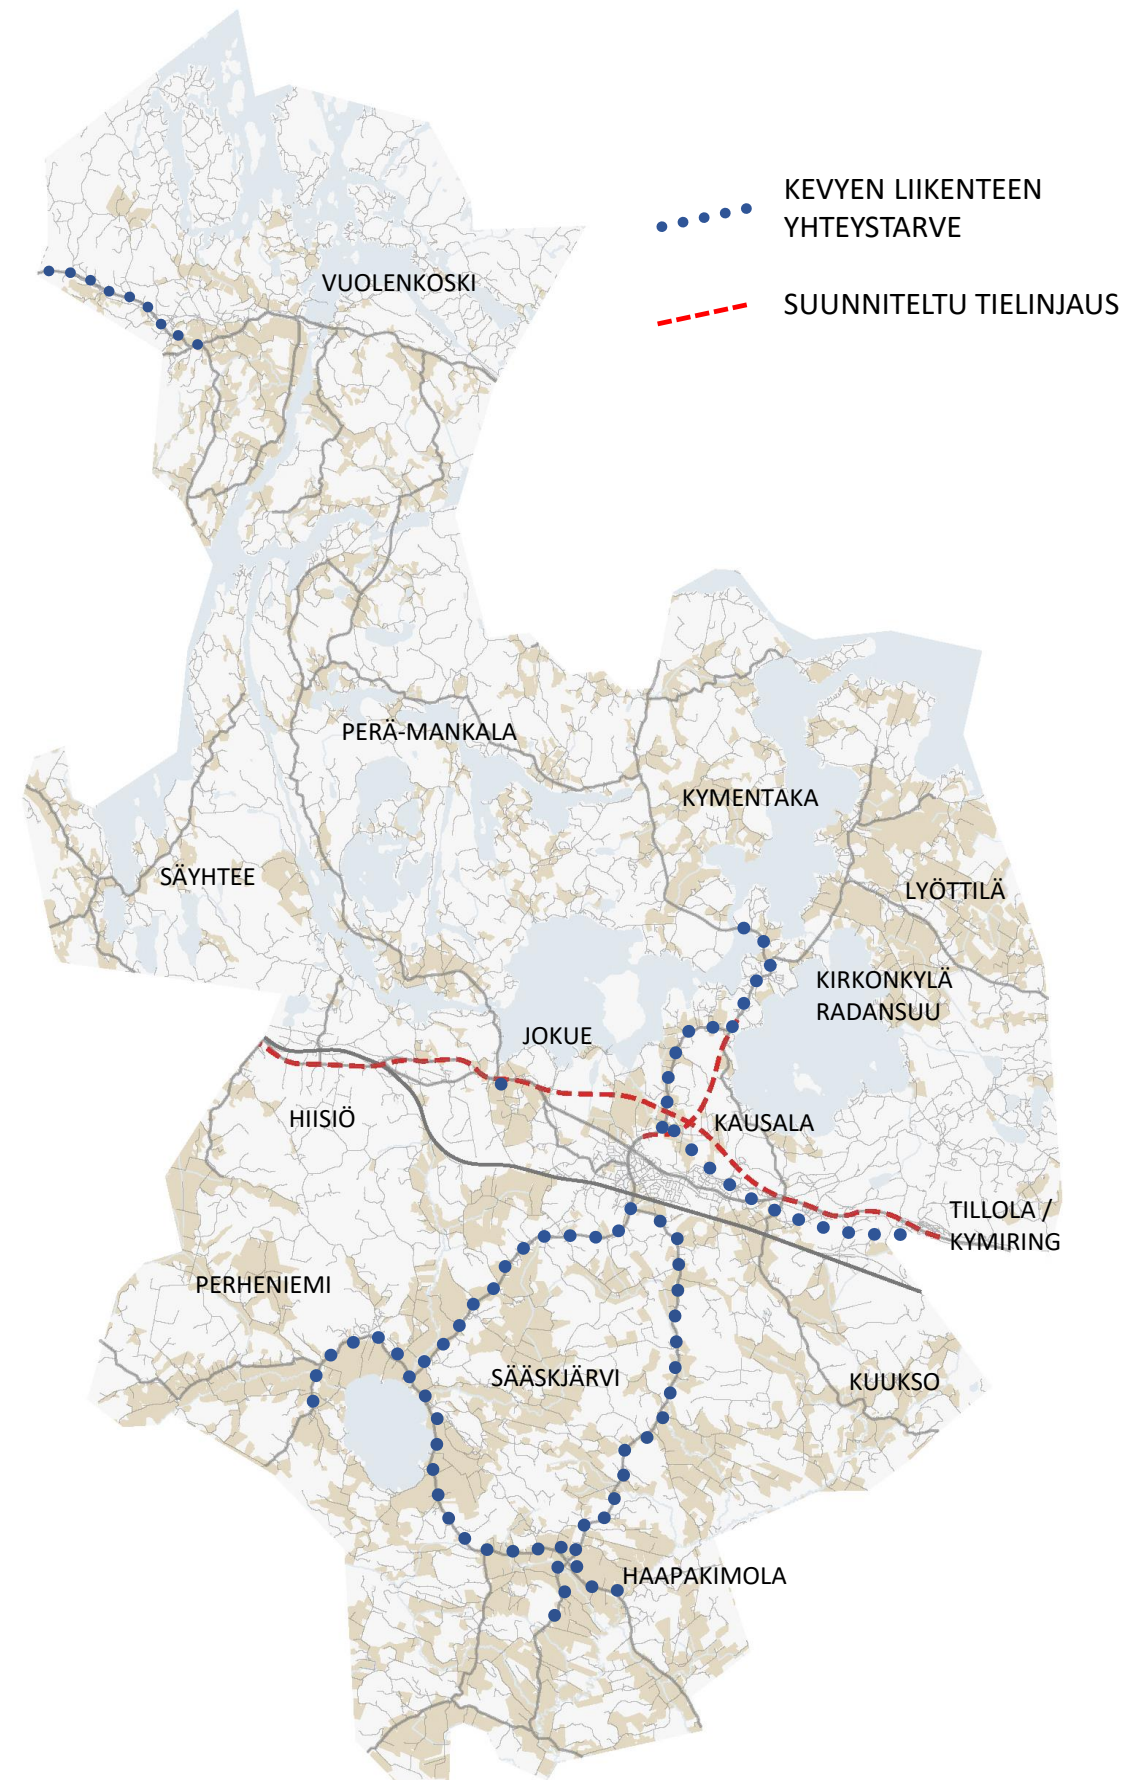 KEVYEN LIIKENTEEN
YHTEYSTARVE
SUUNNITELTU TIELINJAUS
VUOLENKOSKI
PERÄ-MANKALA
KYMENTAKA
SÄYHTEE
LYÖTTILÄ
KIRKONKYLÄ
RADANSUU
JOKUE
HIISIÖ
KAUSALA
TILLOLA /
KYMIRING
PERHENIEMI
SÄÄSKJÄRVI
KUUKSO
HAAPAKIMOLA